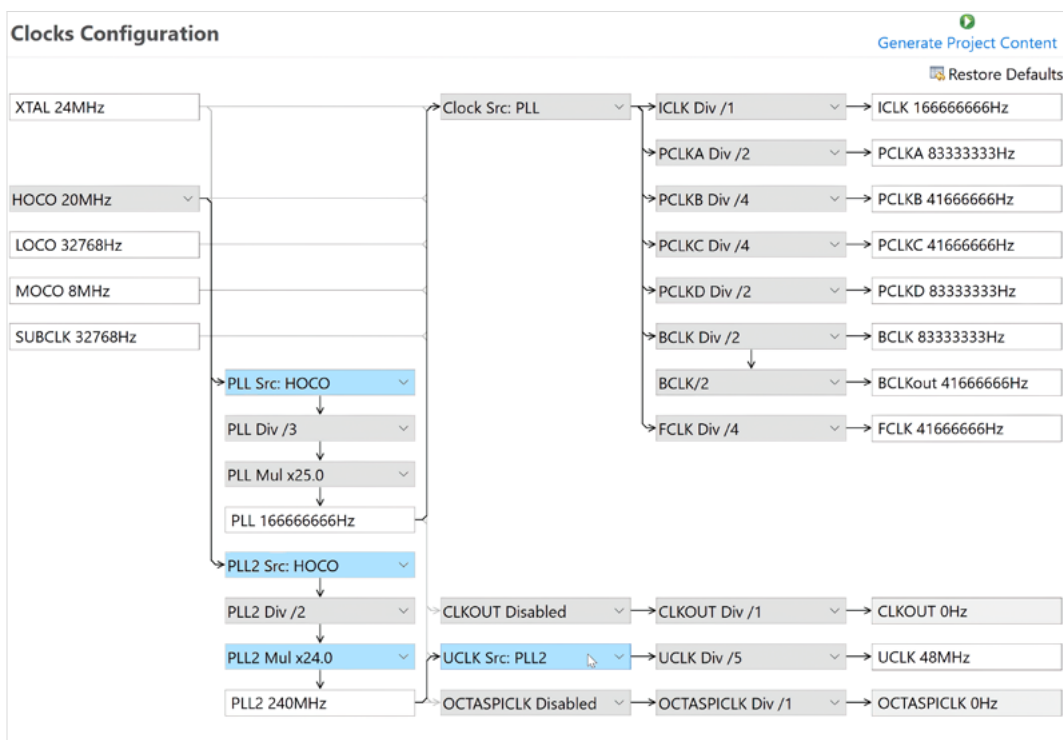 Clocks Configuration
Generate Project Content
Restore Defaults
XTAL 24MHz
Clock Src: PLL
ICLK Div /1
ICLK 166666666Hz
PCLKA Div /2
PCLKA 83333333Hz
HOCO 20MHz
PCLKB Div /4
PCLKB 41666666Hz
LOCO 32768Hz
PCLKC Div /4
PCLKC 41666666Hz
MOCO 8MHz
PCLKD Div /2
PCLKD 83333333Hz
SUBCLK 32768Hz
BCLK Div /2
BCLK 83333333Hz
PLL Src: HOCO
BCLK/2
BCLKout 41666666Hz
PLL Div /3
FCLK Div /4
FCLK 41666666Hz
PLL Mul x25.0
PLL 166666666Hz
PLL2 Src: HOCO
PLL2 Div /2
CLKOUT Disabled
CLKOUT Div /1
CLKOUT 0Hz
PLL2 Mul x24.0
UCLK Src: PLL2
UCLK Div /5
UCLK 48MHz
PLL2 240MHz
OCTASPICLK Disabled
OCTASPICLK Div /1
OCTASPICLK 0Hz